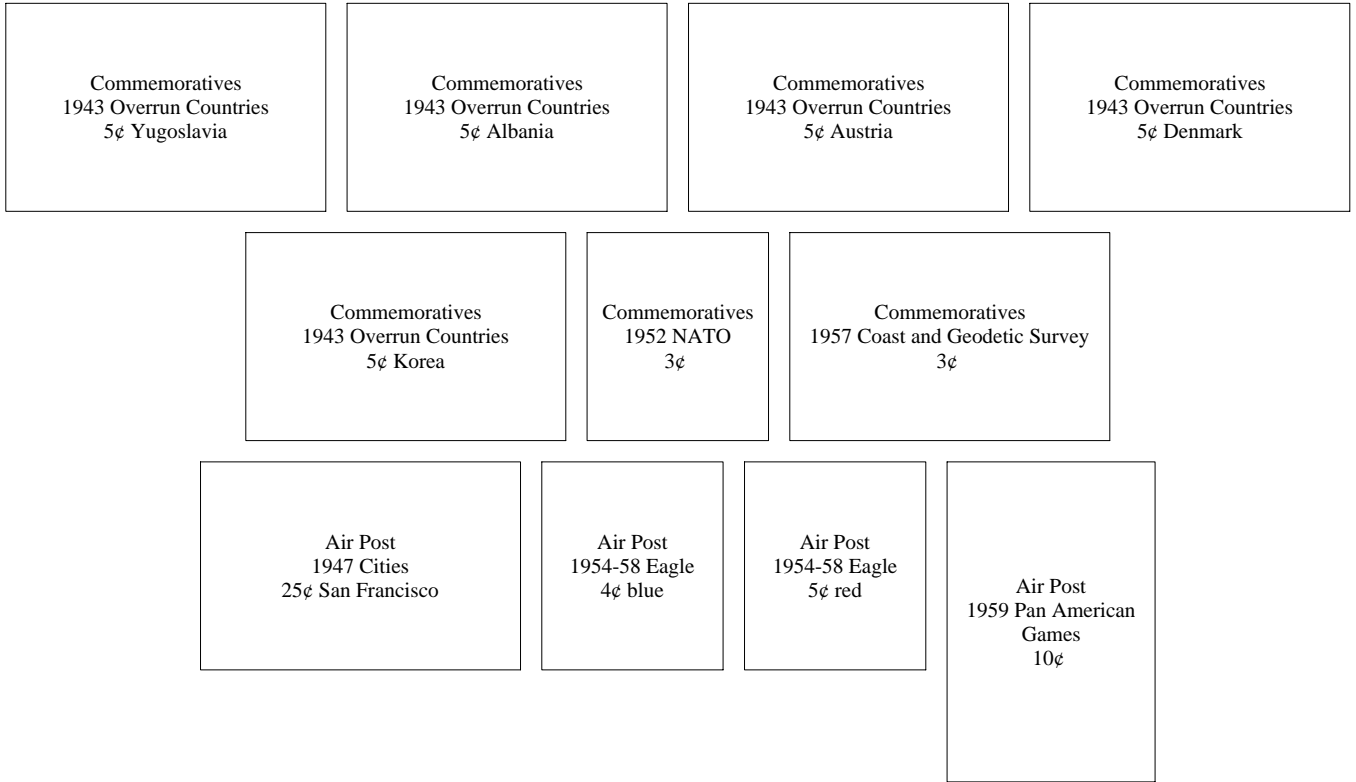 Commemoratives
1943 Overrun Countries
5¢ Yugoslavia
Commemoratives
1943 Overrun Countries
5¢ Albania
Commemoratives
1943 Overrun Countries
5¢ Austria
Commemoratives
1943 Overrun Countries
5¢ Denmark
Commemoratives
1943 Overrun Countries
5¢ Korea
Commemoratives
1952 NATO
3¢
Commemoratives
1957 Coast and Geodetic Survey
3¢
Air Post
1947 Cities
25¢ San Francisco
Air Post
1954-58 Eagle
4¢ blue
Air Post
1954-58 Eagle
5¢ red
Air Post
1959 Pan American
Games
10¢